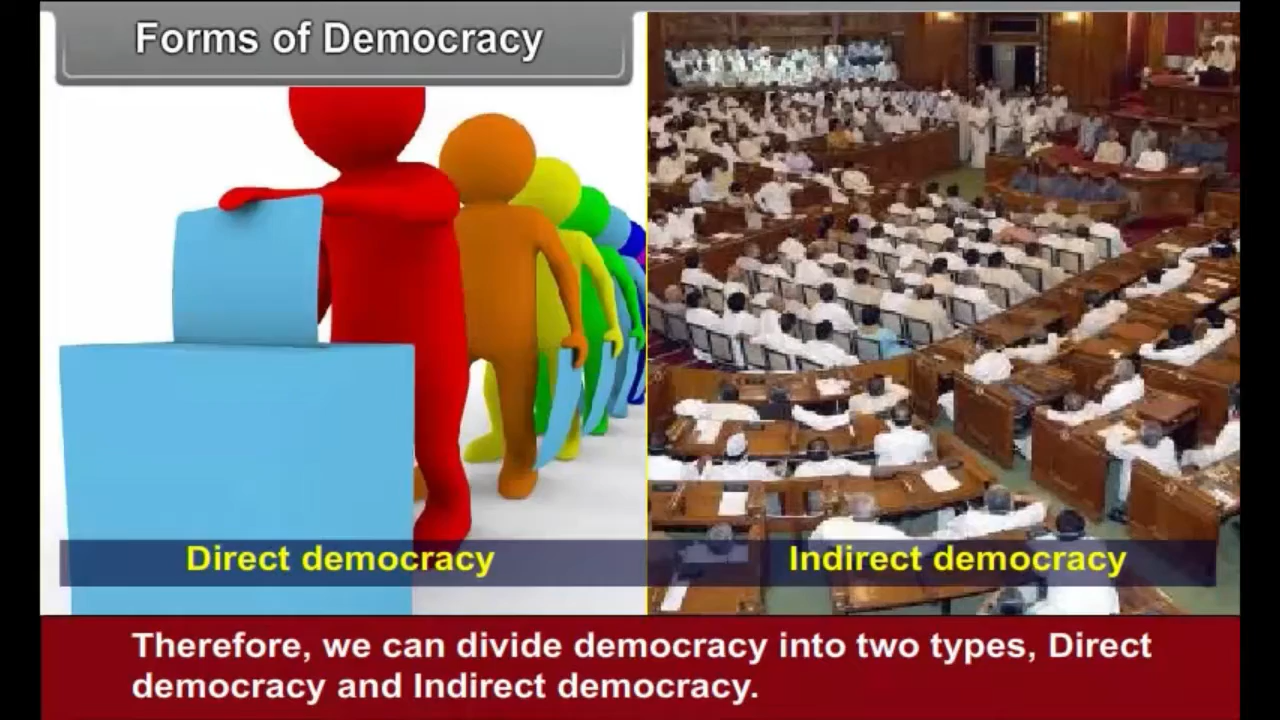 Forms of Democracy
Direct democracy
Indirect democracy
Therefore, we can divide democracy into two types, Direct
democracy and Indirect democracy.